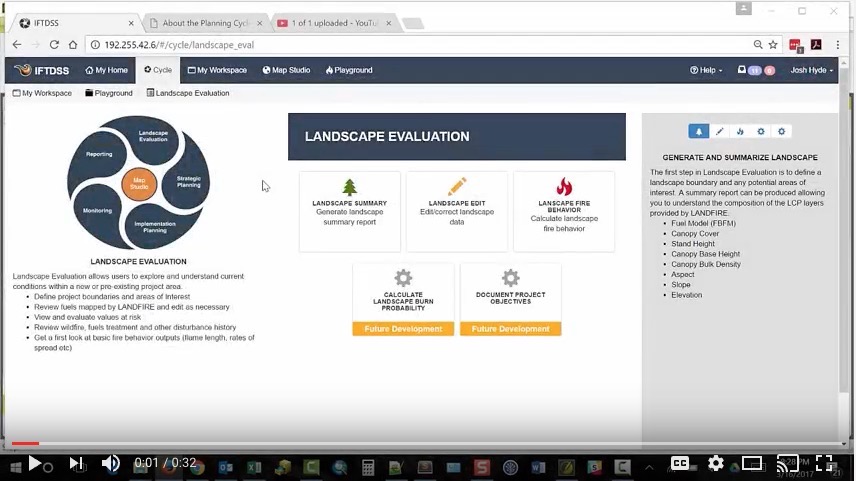 IFTDSS
About the Planning Cycl
1 of 1 uploaded - YouTu
192.255.42.6/#/cycle/landscape_eval
IFTDSS My Home Cycle My Workspace Map Studio Playground Help 11 0 Josh Hyde
My Workspace Playground Landscape Evaluation
Landscape Evaluation
Strategic Planning
Implementation Planning
Monitoring
Reporting
Map Studio
LANDSCAPE EVALUATION
Landscape Evaluation allows users to explore and understand current
conditions within a new or pre-existing project area.
• Define project boundaries and areas of Interest
• Review fuels mapped by LANDFIRE and edit as necessary
• View and evaluate values at risk
• Review wildfire, fuels treatment and other disturbance history
• Get a first look at basic fire behavior outputs (flame length, rates of
spread etc)
LANDSCAPE EVALUATION
LANDSCAPE SUMMARY
Generate landscape
summary report
LANDSCAPE EDIT
Edit/correct landscape
data
LANSCAPE FIRE
BEHAVIOR
Calculate landscape
fire behavior
CALCULATE
LANDSCAPE BURN
PROBABILITY
Future Development
DOCUMENT PROJECT
OBJECTIVES
Future Development
GENERATE AND SUMMARIZE LANDSCAPE
The first step in Landscape Evaluation is to define a
landscape boundary and any potential areas of
interest. A summary report can be produced allowing
you to understand the composition of the LCP layers
provided by LANDFIRE:
• Fuel Model (FBFM)
• Canopy Cover
• Stand Height
• Canopy Base Height
• Canopy Bulk Density
• Aspect
• Slope
• Elevation
0:01 / 0:32
CC